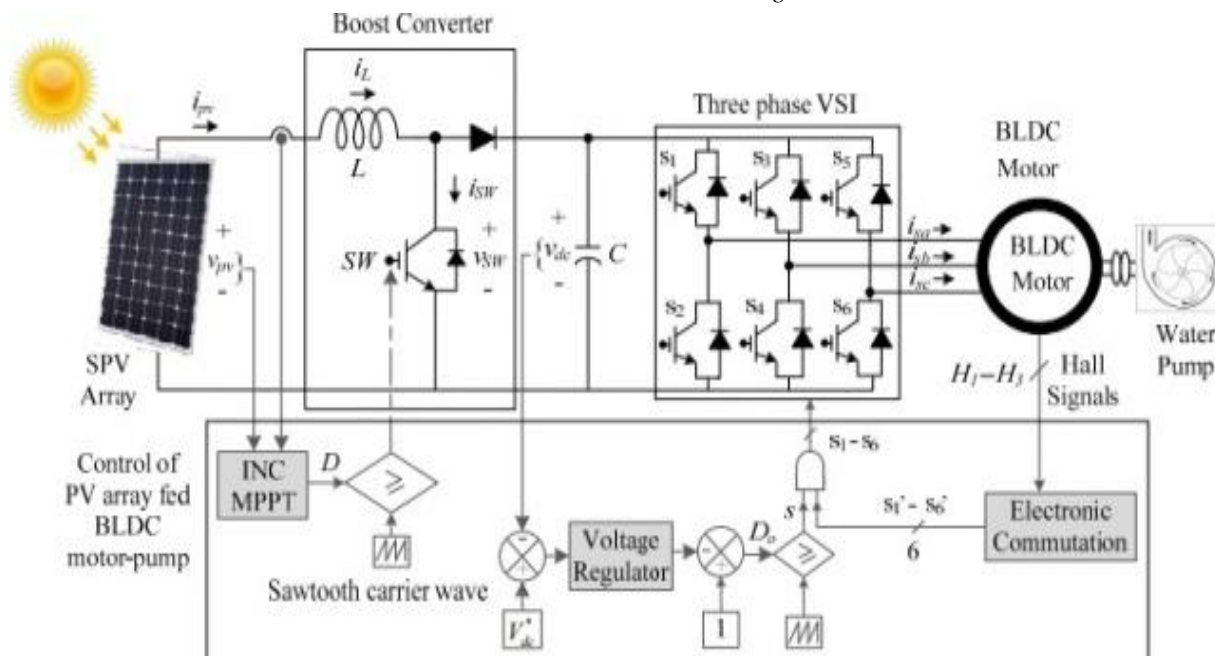 Boost Converter
i_L
i_pv
L
i_SW
+
v_SW
-
SW
+
v_pv
-
SPV
Array
+
v_dc
-
C
Three phase VSI
S1
S3
S5
S2
S4
S6
i_sa
i_sb
i_sc
BLDC
Motor
BLDC
Motor
Water
Pump
H1–H3
Hall
Signals
Control of
PV array fed
BLDC
motor-pump
INC
MPPT
D
≥
Sawtooth carrier wave
-
+
V*dc
Voltage
Regulator
-
+
1
D_o
≥
s
S1 - S6
S1' - S6'
6
Electronic
Commutation